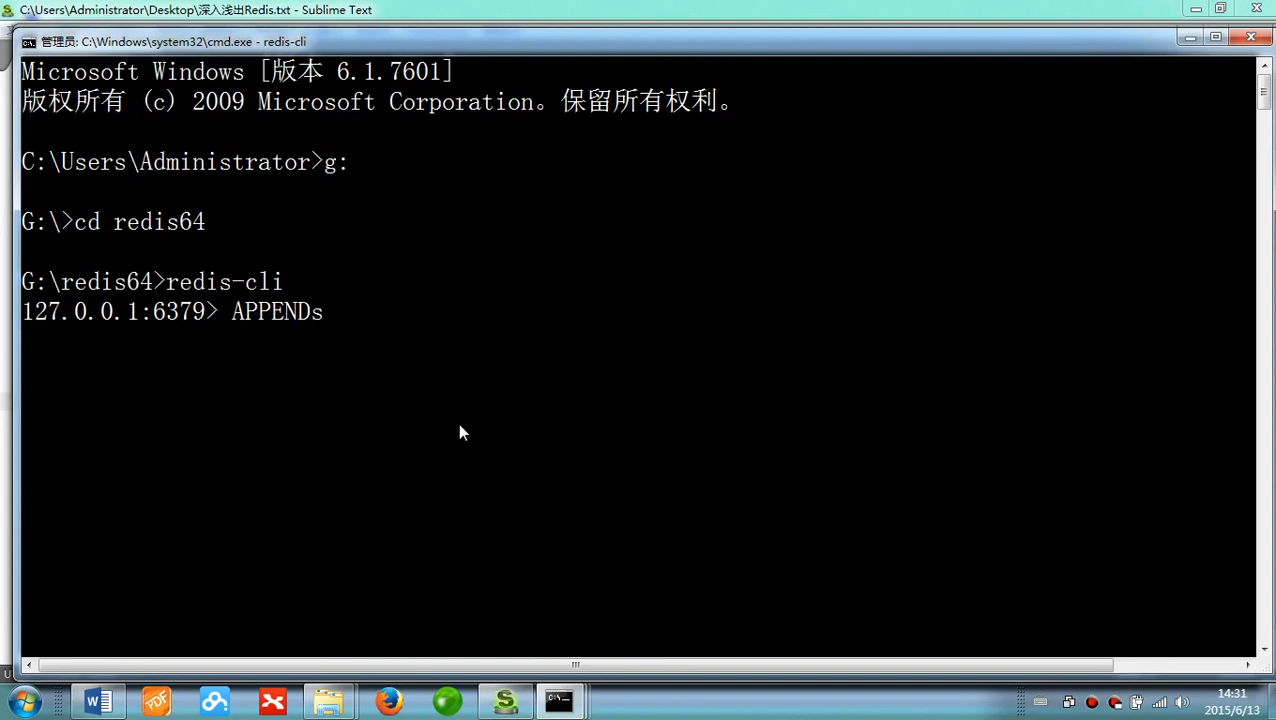 C:\Users\Administrator\Desktop\深入浅出Redis.txt - Sublime Text
管理员: C:\Windows\system32\cmd.exe - redis-cli
Microsoft Windows [版本 6.1.7601]
版权所有 (c) 2009 Microsoft Corporation。保留所有权利。
C:\Users\Administrator>g:
G:\>cd redis64
G:\redis64>redis-cli
127.0.0.1:6379> APPENDs
14:31
2015/6/13